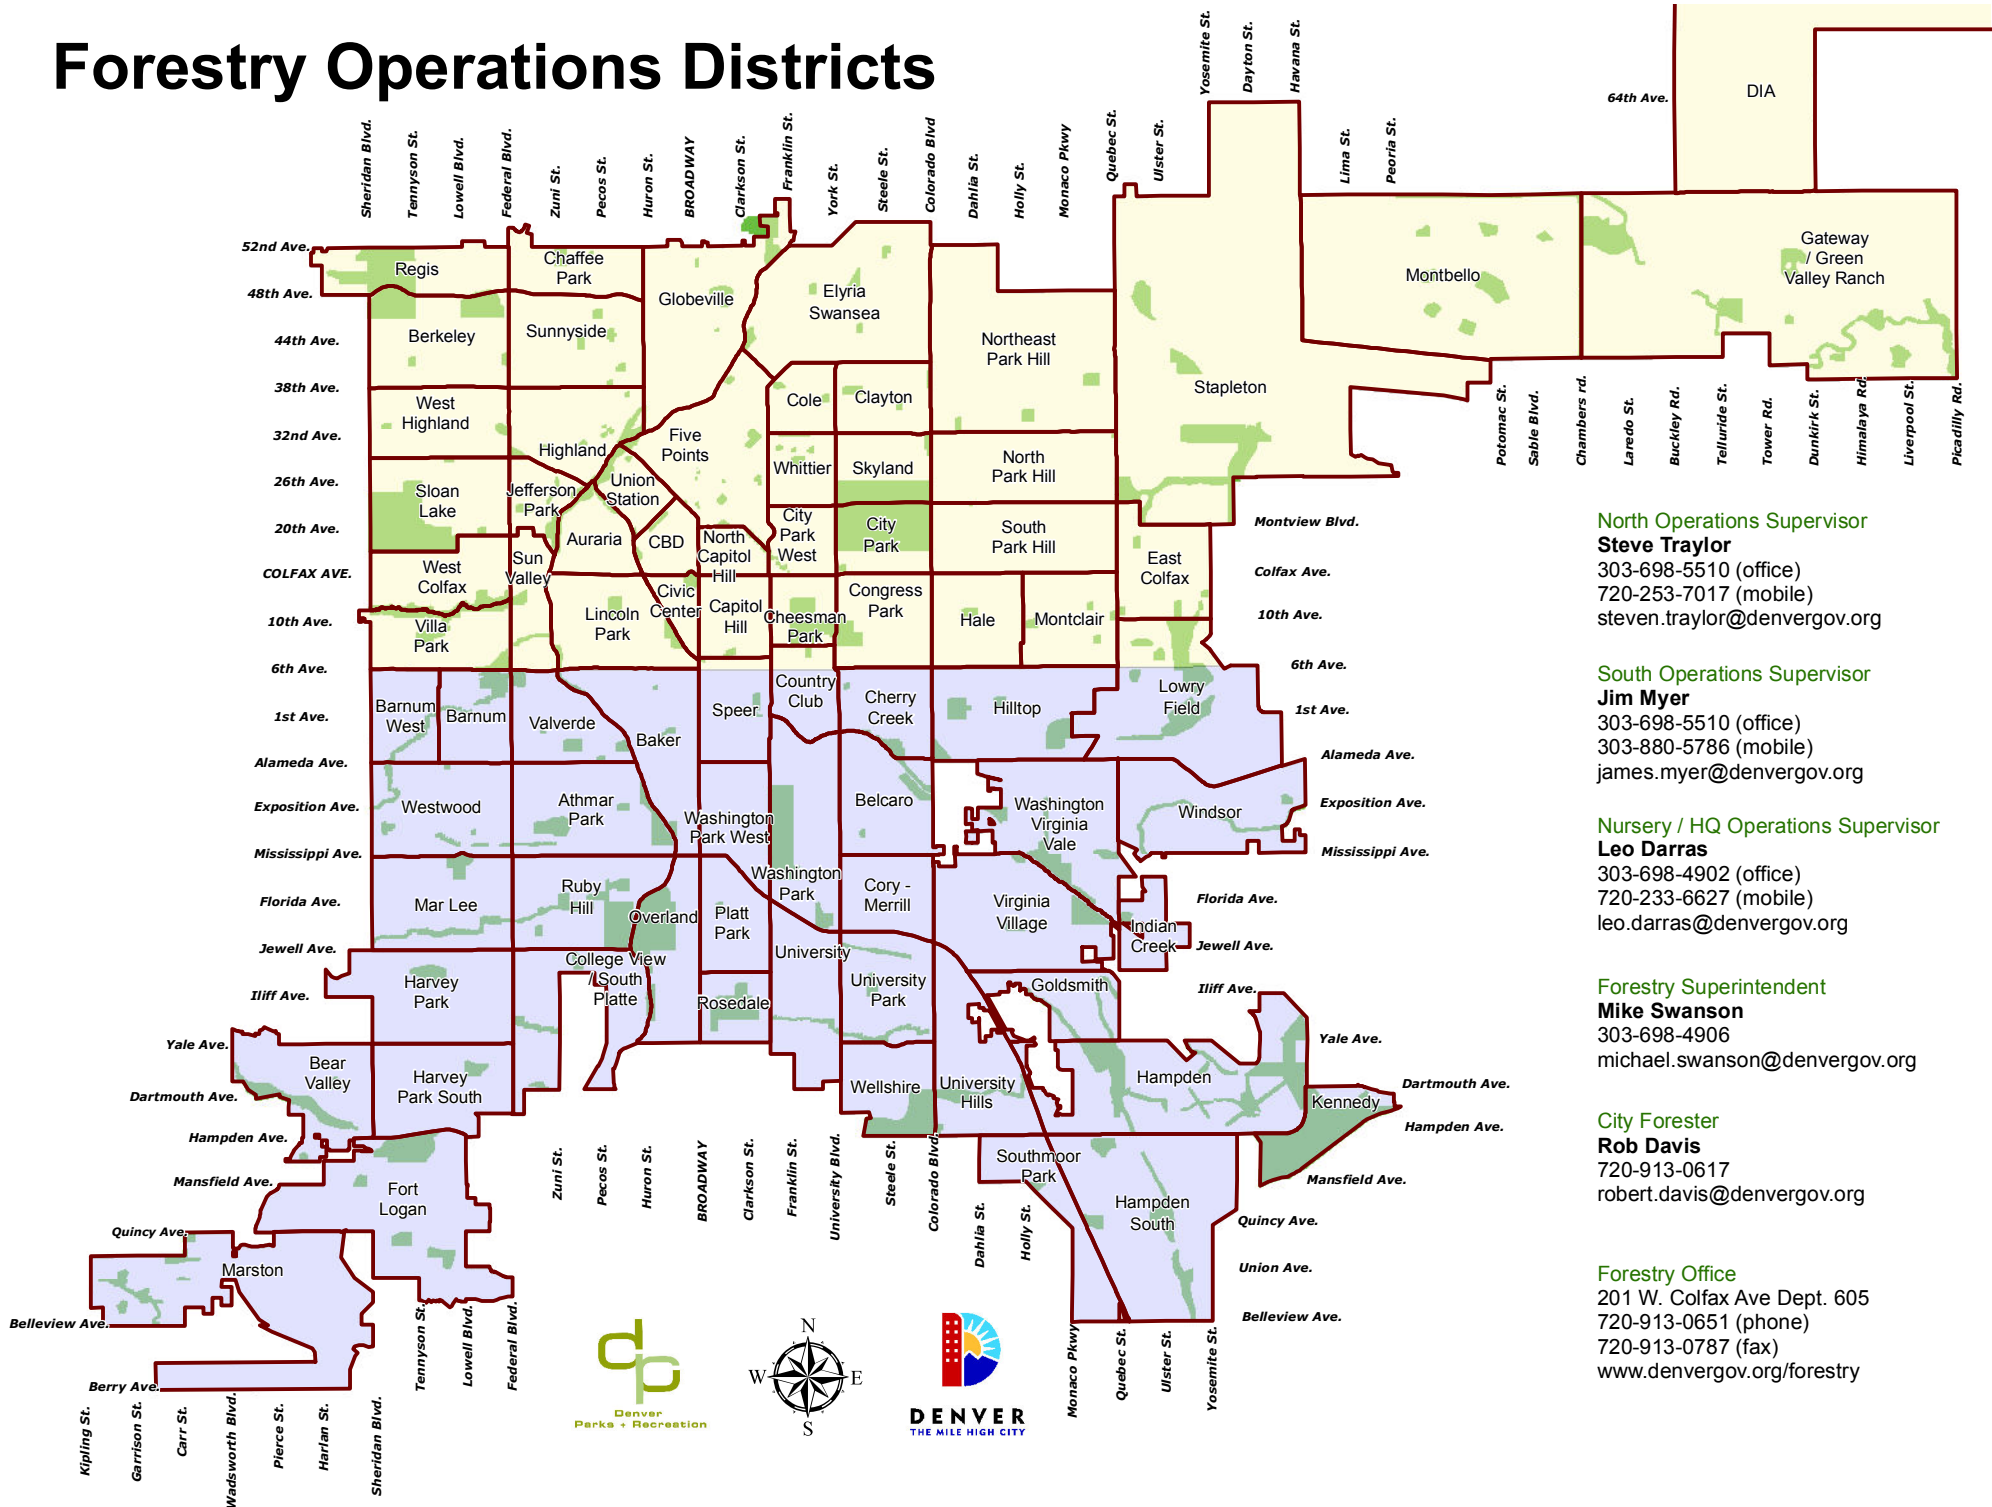 Forestry Operations Districts
Sheridan Blvd.
Tennyson St.
Lowell Blvd.
Federal Blvd.
Zuni St.
Pecos St.
Huron St.
BROADWAY
Clarkson St.
Franklin St.
York St.
Steele St.
Colorado Blvd
Dahlia St.
Holly St.
Monaco Pkwy
Quebec St.
Ulster St.
Yosemite St.
Dayton St.
Havana St.
Lima St.
Peoria St.
64th Ave.
DIA
52nd Ave.
48th Ave.
44th Ave.
38th Ave.
32nd Ave.
26th Ave.
20th Ave.
COLFAX AVE.
10th Ave.
6th Ave.
1st Ave.
Alameda Ave.
Exposition Ave.
Mississippi Ave.
Florida Ave.
Jewell Ave.
Iliff Ave.
Yale Ave.
Dartmouth Ave.
Hampden Ave.
Mansfield Ave.
Quincy Ave.
Belleview Ave.
Berry Ave.
Regis
Chaffee
Park
Globeville
Elyria
Swansea
Berkeley
Sunnyside
Northeast
Park Hill
Stapleton
Montbello
Gateway
/ Green
Valley Ranch
West
Highland
Highland
Five
Points
Cole
Clayton
Whittier
Skyland
North
Park Hill
Sloan
Lake
Jefferson
Park
Union
Station
Auraria
CBD
North
Capitol
Hill
City
Park
West
City
Park
South
Park Hill
East
Colfax
West
Colfax
Sun
Valley
Villa
Park
Lincoln
Park
Civic
Center
Capitol
Hill
Cheesman
Park
Congress
Park
Hale
Montclair
Barnum
West
Barnum
Valverde
Baker
Speer
Country
Club
Cherry
Creek
Hilltop
Lowry
Field
Westwood
Athmar
Park
Washington
Park West
Belcaro
Washington
Virginia
Vale
Windsor
Mar Lee
Ruby
Hill
Overland
Platt
Park
Washington
Park
Cory -
Merrill
Virginia
Village
Indian
Creek
Harvey
Park
College View
/ South
Platte
Rosedale
University
University
Park
Goldsmith
Bear
Valley
Harvey
Park South
Wellshire
University
Hills
Hampden
Kennedy
Fort
Logan
Southmoor
Park
Hampden
South
Marston
Potomac St.
Sable Blvd.
Chambers rd.
Laredo St.
Buckley Rd.
Telluride St.
Tower Rd.
Dunkirk St.
Himalaya Rd.
Liverpool St.
Picadilly Rd.
Montview Blvd.
Colfax Ave.
10th Ave.
6th Ave.
1st Ave.
Alameda Ave.
Exposition Ave.
Mississippi Ave.
Florida Ave.
Jewell Ave.
Iliff Ave.
Yale Ave.
Dartmouth Ave.
Hampden Ave.
Mansfield Ave.
Quincy Ave.
Union Ave.
Belleview Ave.
Zuni St.
Pecos St.
Huron St.
BROADWAY
Clarkson St.
Franklin St.
University Blvd.
Steele St.
Colorado Blvd.
Dahlia St.
Holly St.
Monaco Pkwy
Quebec St.
Ulster St.
Yosemite St.
Tennyson St.
Lowell Blvd.
Federal Blvd.
Kipling St.
Garrison St.
Carr St.
Wadsworth Blvd.
Pierce St.
Harlan St.
Sheridan Blvd.
North Operations Supervisor
Steve Traylor
303-698-5510 (office)
720-253-7017 (mobile)
steven.traylor@denvergov.org
South Operations Supervisor
Jim Myer
303-698-5510 (office)
303-880-5786 (mobile)
james.myer@denvergov.org
Nursery / HQ Operations Supervisor
Leo Darras
303-698-4902 (office)
720-233-6627 (mobile)
leo.darras@denvergov.org
Forestry Superintendent
Mike Swanson
303-698-4906
michael.swanson@denvergov.org
City Forester
Rob Davis
720-913-0617
robert.davis@denvergov.org
Forestry Office
201 W. Colfax Ave Dept. 605
720-913-0651 (phone)
720-913-0787 (fax)
www.denvergov.org/forestry
dp
Denver
Parks + Recreation
N
W
E
S
DENVER
THE MILE HIGH CITY